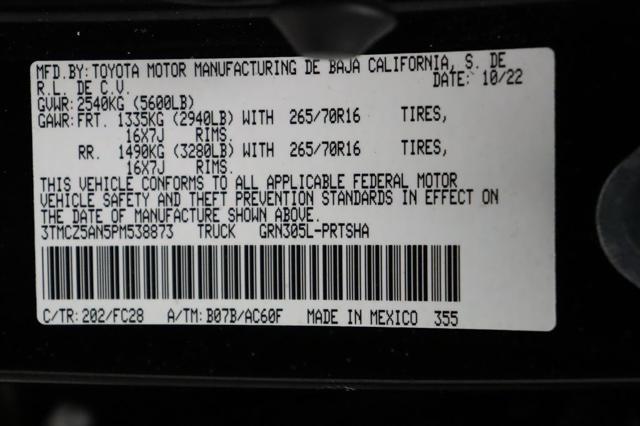 MFD.BY:TOYOTA MOTOR MANUFACTURING DE BAJA CALIFORNIA, S. DE
R.L. DE C.V. DATE: 10/22
GVWR:2540KG (5600LB)
GAWR:FRT. 1335KG (2940LB) WITH 265/70R16 TIRES,
16X7J RIMS.
RR. 1490KG (3280LB) WITH 265/70R16 TIRES,
16X7J RIMS.
THIS VEHICLE CONFORMS TO ALL APPLICABLE FEDERAL MOTOR
VEHICLE SAFETY AND THEFT PREVENTION STANDARDS IN EFFECT ON
THE DATE OF MANUFACTURE SHOWN ABOVE.
3TMCZ5AN5PM538873 TRUCK GRN305L-PRTSHA
C/TR:202/FC28 A/TM:B07B/AC60F MADE IN MEXICO 355